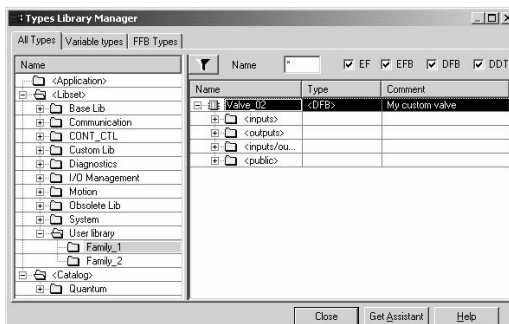 Types Library Manager
All Types Variable types FFB Types
Name
<Application>
<Libset>
Base Lib
Communication
CONT_CTL
Custom Lib
Diagnostics
I/O Management
Motion
Obsolete Lib
System
User library
Family_1
Family_2
<Catalog>
Quantum
Name * EF EFB DFB DDT
Name Type Comment
Valve_02 <DFB> My custom valve
<inputs>
<outputs>
<inputs/ou...
<public>
Close Get Assistant Help